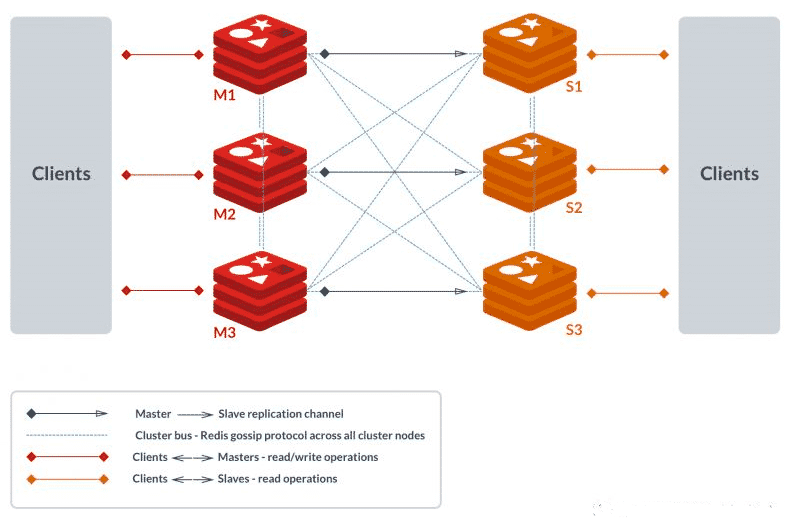 M1
S1
Clients
Clients
M2
S2
M3
S3
Master Slave replication channel
Cluster bus - Redis gossip protocol across all cluster nodes
Clients Masters - read/write operations
Clients Slaves - read operations